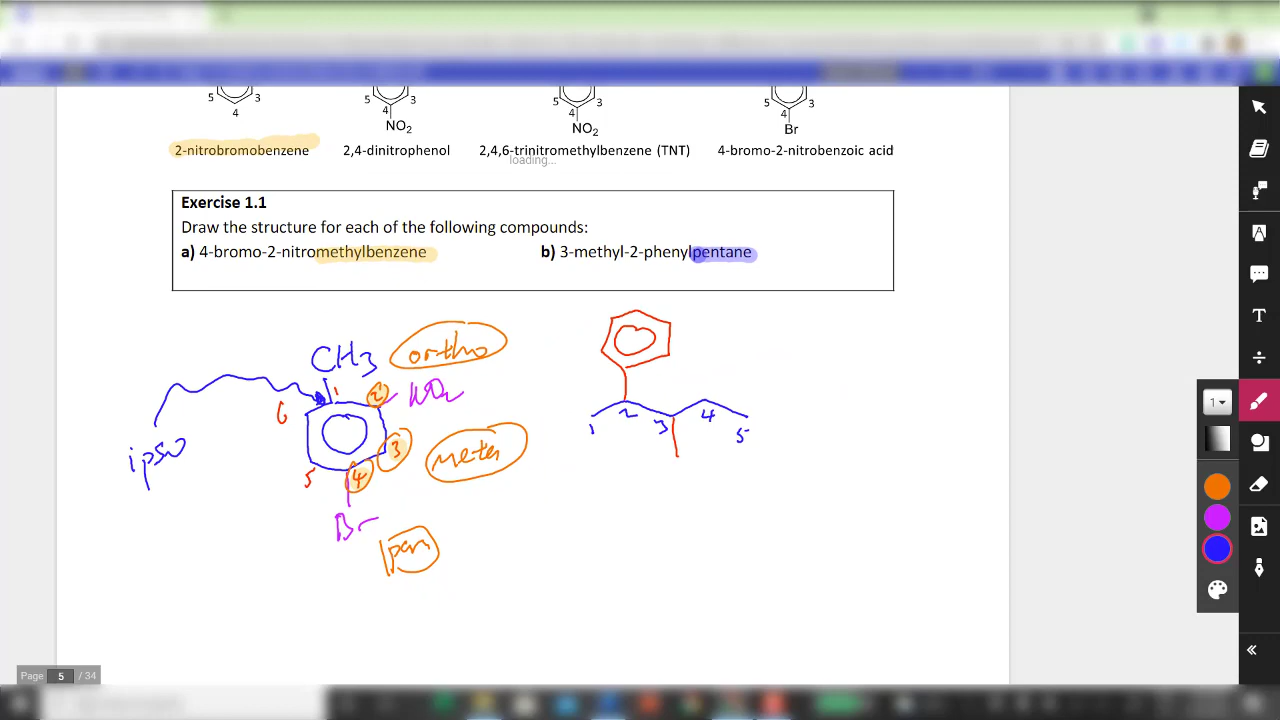 5 3 5 3 5 3 5 3
4 4 4 4
NO₂ NO₂ Br
2-nitrobromobenzene 2,4-dinitrophenol 2,4,6-trinitromethylbenzene (TNT) 4-bromo-2-nitrobenzoic acid
loading...
Exercise 1.1
Draw the structure for each of the following compounds:
a) 4-bromo-2-nitromethylbenzene b) 3-methyl-2-phenylpentane
CH3 ortho
1 2 NO2
6
ipso 3 meta
5 4
Br
1 2 3 4 5
1
Page 5 / 34